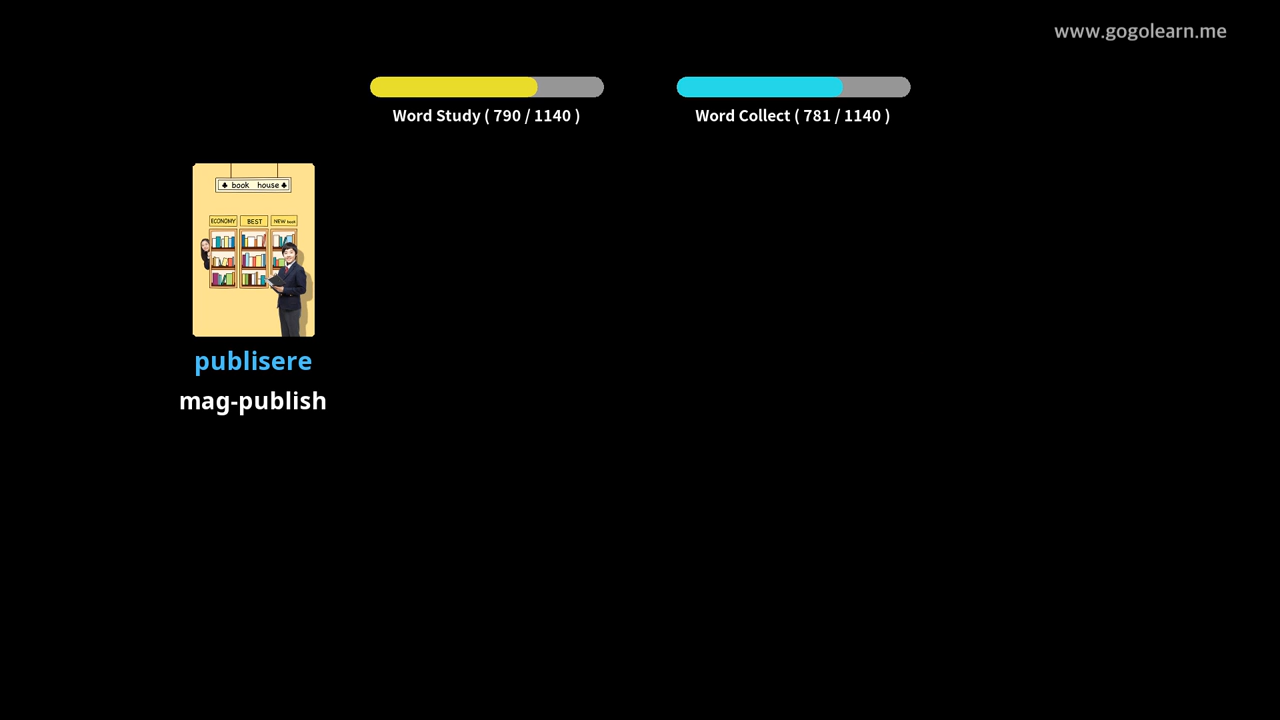 www.gogolearn.me
Word Study ( 790 / 1140 )
Word Collect ( 781 / 1140 )
♠ book house ♠
ECONOMY
BEST
NEW book
publisere
mag-publish